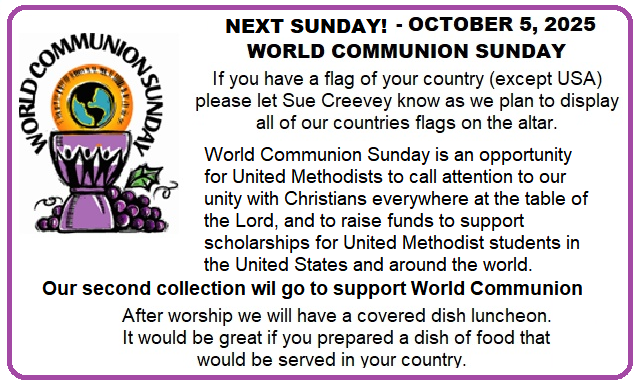 WORLD COMMUNION SUNDAY
NEXT SUNDAY! - OCTOBER 5, 2025
WORLD COMMUNION SUNDAY
If you have a flag of your country (except USA)
please let Sue Creevey know as we plan to display
all of our countries flags on the altar.
World Communion Sunday is an opportunity
for United Methodists to call attention to our
unity with Christians everywhere at the table of
the Lord, and to raise funds to support
scholarships for United Methodist students in
the United States and around the world.
Our second collection wil go to support World Communion
After worship we will have a covered dish luncheon.
It would be great if you prepared a dish of food that
would be served in your country.